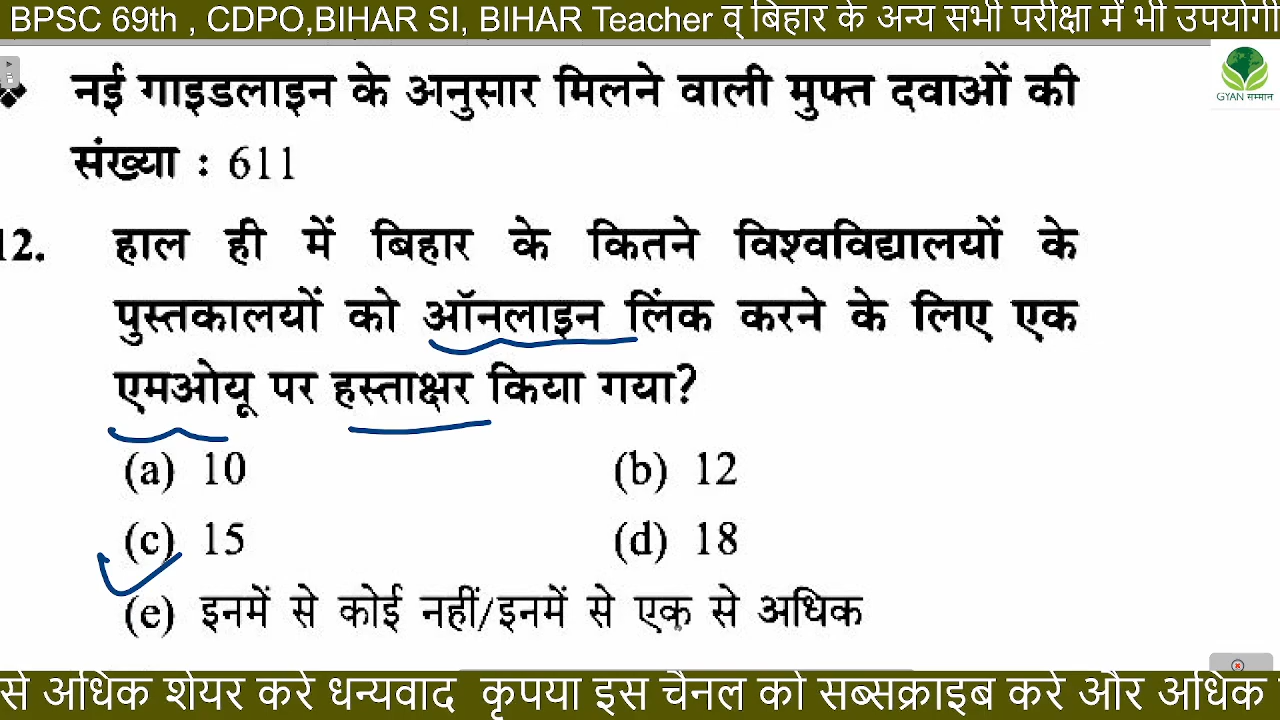 BPSC 69th , CDPO,BIHAR SI, BIHAR Teacher व् बिहार के अन्य सभी परीक्षा में भी उपयोगी
GYAN सम्मान
नई गाइडलाइन के अनुसार मिलने वाली मुफ्त दवाओं की
संख्या : 611
12. हाल ही में बिहार के कितने विश्वविद्यालयों के
पुस्तकालयों को ऑनलाइन लिंक करने के लिए एक
एमओयू पर हस्ताक्षर किया गया?
(a) 10 (b) 12
(c) 15 (d) 18
(e) इनमें से कोई नहीं/इनमें से एक से अधिक
से अधिक शेयर करे धन्यवाद कृपया इस चैनल को सब्सक्राइब करे और अधिक